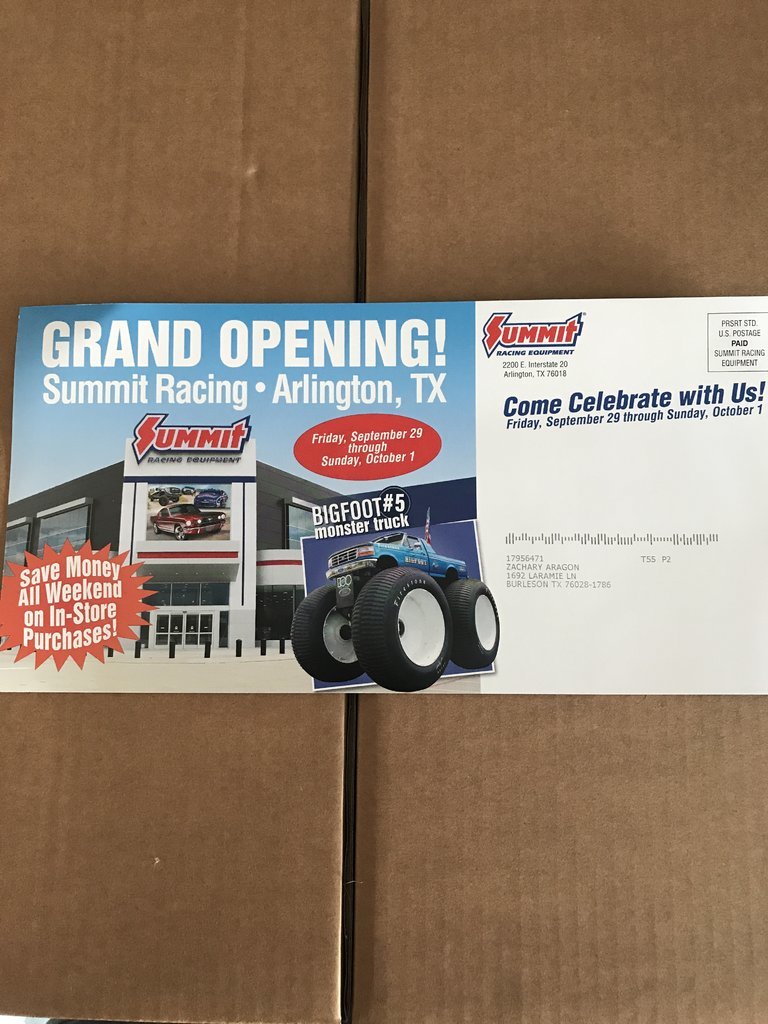 GRAND OPENING!
Summit Racing • Arlington, TX
SUMMIT
RACING EQUIPMENT
Friday, September 29
through
Sunday, October 1
BIGFOOT#5
monster truck
BIGFOOT
Firestone
Save Money
All Weekend
on In-Store
Purchases!
SUMMIT
RACING EQUIPMENT
2200 E. Interstate 20
Arlington, TX 76018
PRSRT STD.
U.S. POSTAGE
PAID
SUMMIT RACING
EQUIPMENT
Come Celebrate with Us!
Friday, September 29 through Sunday, October 1
17956471 T55 P2
ZACHARY ARAGON
1692 LARAMIE LN
BURLESON TX 76028-1786